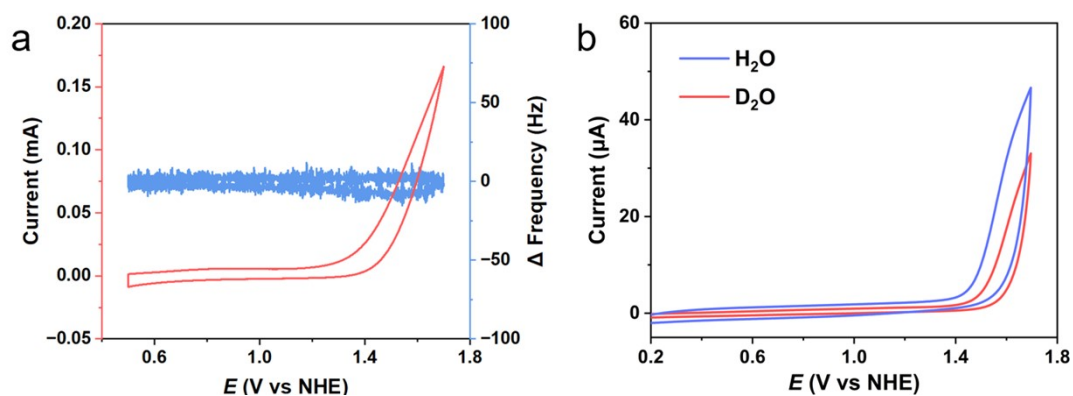 a
0.20
0.15
0.10
0.05
0.00
−0.05
Current (mA)
0.6
1.0
1.4
1.8
E (V vs NHE)
100
50
0
−50
−100
Δ Frequency (Hz)
b
60
40
20
0
Current (μA)
H₂O
D₂O
0.2
0.6
1.0
1.4
1.8
E (V vs NHE)